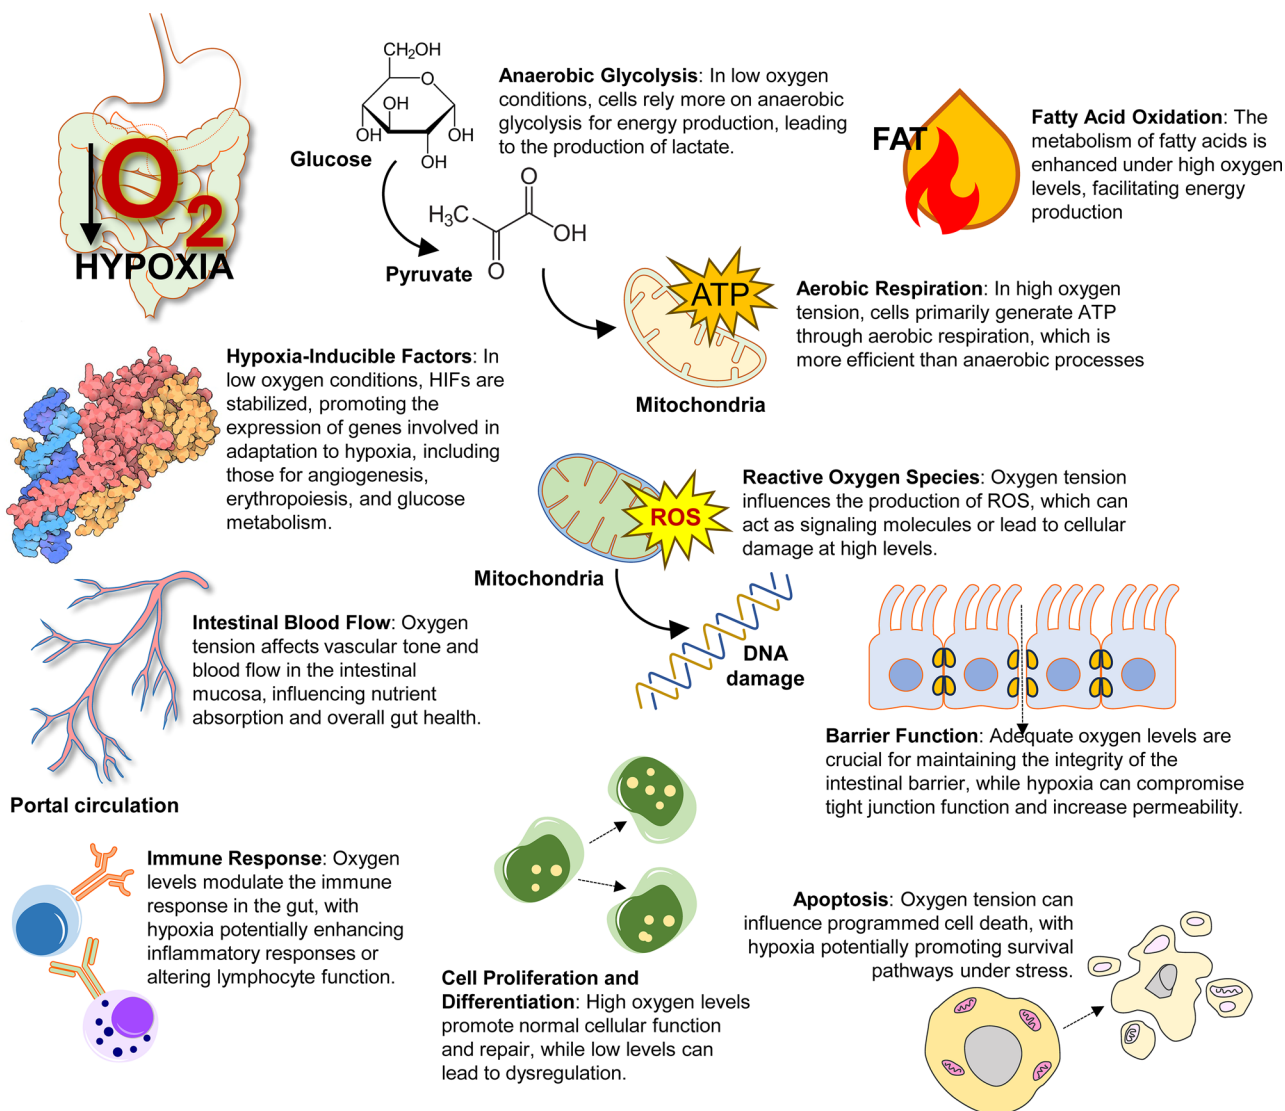 O2
HYPOXIA
CH2OH
O
OH
OH
OH
OH
Glucose
Anaerobic Glycolysis: In low oxygen
conditions, cells rely more on anaerobic
glycolysis for energy production, leading
to the production of lactate.
FAT
Fatty Acid Oxidation: The
metabolism of fatty acids is
enhanced under high oxygen
levels, facilitating energy
production
O
H3C
OH
O
Pyruvate
ATP
Mitochondria
Aerobic Respiration: In high oxygen
tension, cells primarily generate ATP
through aerobic respiration, which is
more efficient than anaerobic processes
Hypoxia-Inducible Factors: In
low oxygen conditions, HIFs are
stabilized, promoting the
expression of genes involved in
adaptation to hypoxia, including
those for angiogenesis,
erythropoiesis, and glucose
metabolism.
ROS
Mitochondria
Reactive Oxygen Species: Oxygen tension
influences the production of ROS, which can
act as signaling molecules or lead to cellular
damage at high levels.
DNA
damage
Intestinal Blood Flow: Oxygen
tension affects vascular tone and
blood flow in the intestinal
mucosa, influencing nutrient
absorption and overall gut health.
Portal circulation
Barrier Function: Adequate oxygen levels are
crucial for maintaining the integrity of the
intestinal barrier, while hypoxia can compromise
tight junction function and increase permeability.
Immune Response: Oxygen
levels modulate the immune
response in the gut, with
hypoxia potentially enhancing
inflammatory responses or
altering lymphocyte function.
Cell Proliferation and
Differentiation: High oxygen levels
promote normal cellular function
and repair, while low levels can
lead to dysregulation.
Apoptosis: Oxygen tension can
influence programmed cell death, with
hypoxia potentially promoting survival
pathways under stress.